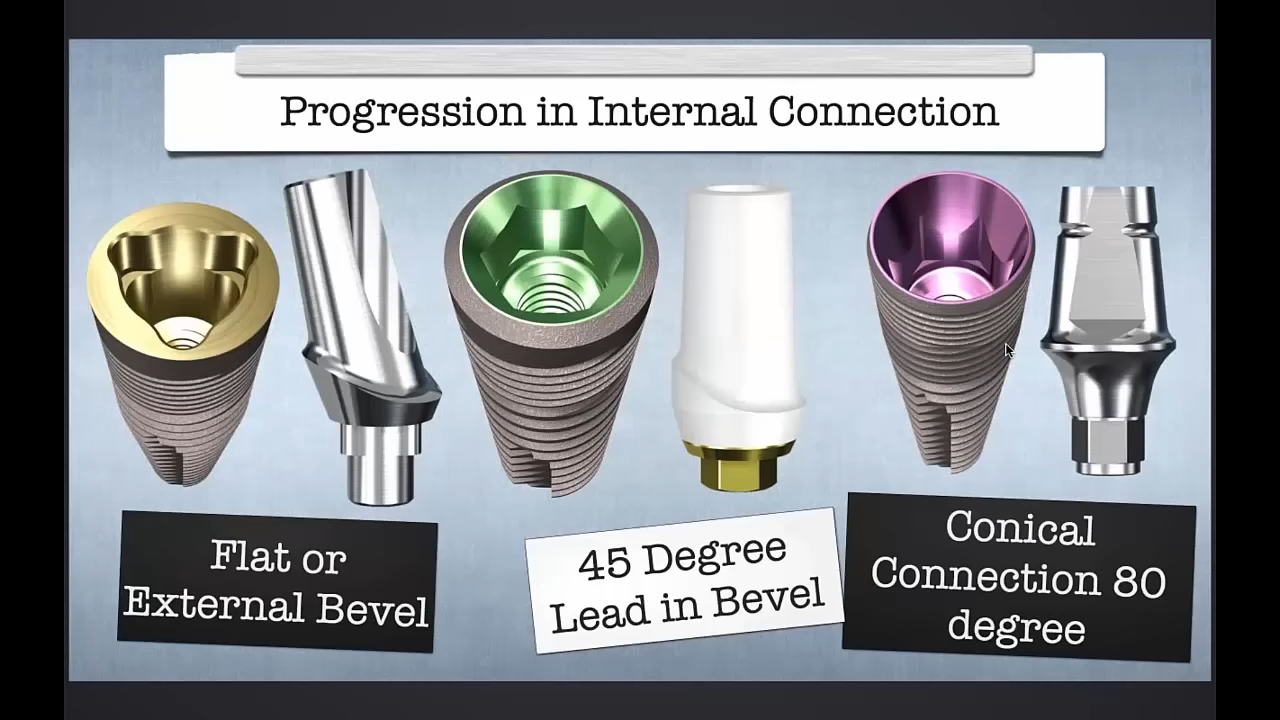 Progression in Internal Connection
Flat or
External Bevel
45 Degree
Lead in Bevel
Conical
Connection 80
degree